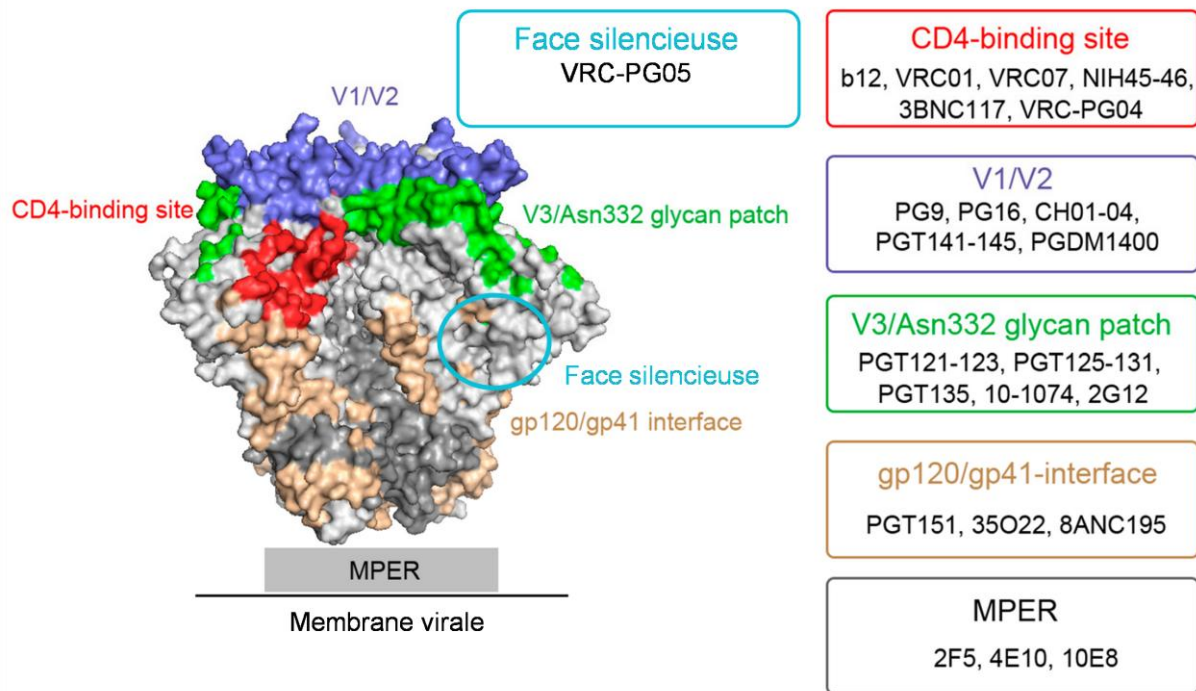 Face silencieuse
VRC-PG05
CD4-binding site
b12, VRC01, VRC07, NIH45-46,
3BNC117, VRC-PG04
V1/V2
CD4-binding site
V3/Asn332 glycan patch
Face silencieuse
gp120/gp41 interface
MPER
Membrane virale
V1/V2
PG9, PG16, CH01-04,
PGT141-145, PGDM1400
V3/Asn332 glycan patch
PGT121-123, PGT125-131,
PGT135, 10-1074, 2G12
gp120/gp41-interface
PGT151, 35O22, 8ANC195
MPER
2F5, 4E10, 10E8